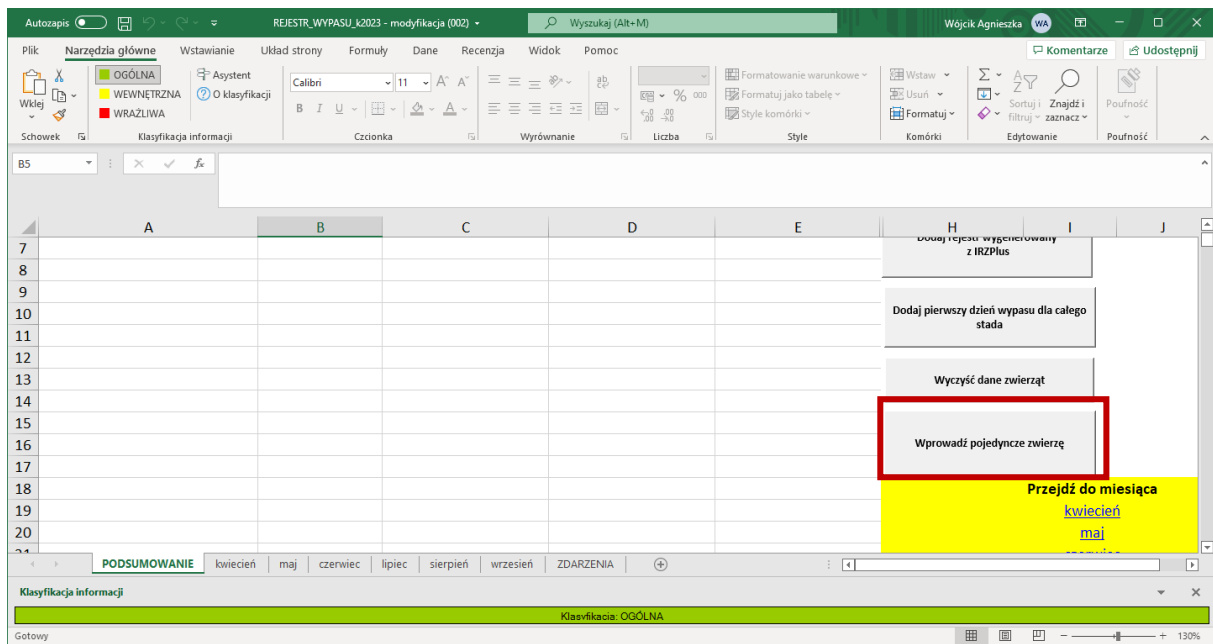 Autozapis REJESTR_WYPASU_k2023 - modyfikacja (002) Wyszukaj (Alt+M) Wójcik Agnieszka WA
Plik Narzędzia główne Wstawianie Układ strony Formuły Dane Recenzja Widok Pomoc Komentarze Udostępnij
Wklej
OGÓLNA
WEWNĘTRZNA
WRAŻLIWA
Asystent
O klasyfikacji
Calibri 11
B I U
% 000
Formatowanie warunkowe
Formatuj jako tabelę
Style komórki
Wstaw
Usuń
Formatuj
Sortuj i filtruj
Znajdź i zaznacz
Poufność
Schowek Klasyfikacja informacji Czcionka Wyrównanie Liczba Style Komórki Edytowanie Poufność
B5 fx
A B C D E H I J
7
8
9
10
11
12
13
14
15
16
17
18
19
20
Dodaj rejestr wygenerowany
z IRZPlus
Dodaj pierwszy dzień wypasu dla całego
stada
Wyczyść dane zwierząt
Wprowadź pojedyncze zwierzę
Przejdź do miesiąca
kwiecień
maj
czerwiec
PODSUMOWANIE kwiecień maj czerwiec lipiec sierpień wrzesień ZDARZENIA
Klasyfikacja informacji
Klasyfikacja: OGÓLNA
Gotowy 130%